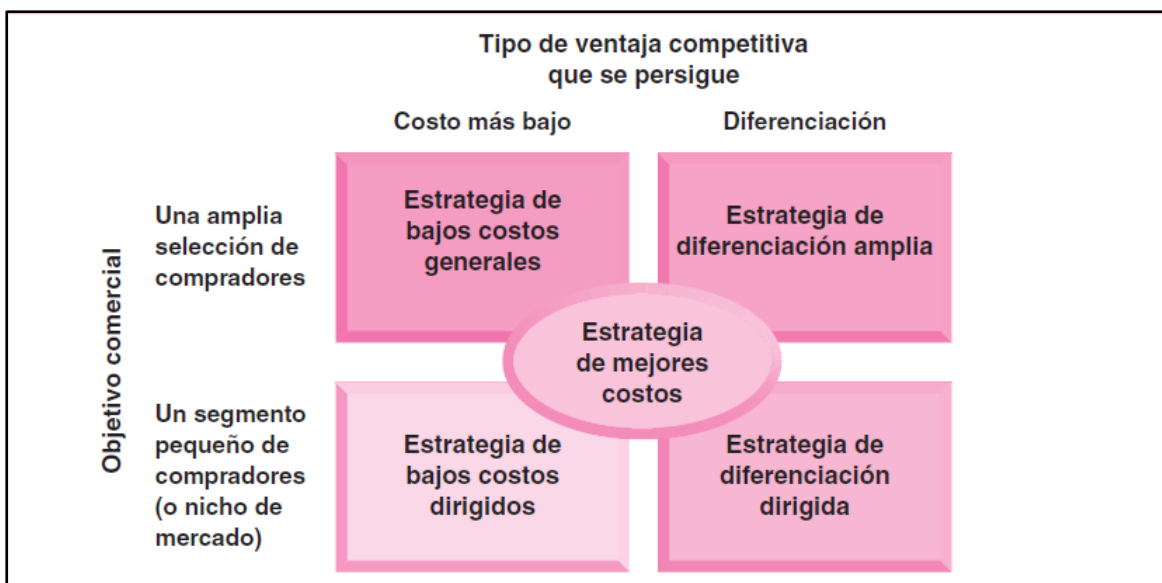 Tipo de ventaja competitiva
que se persigue
Costo más bajo
Diferenciación
Objetivo comercial
Una amplia
selección de
compradores
Estrategia de
bajos costos
generales
Estrategia de
diferenciación amplia
Estrategia
de mejores
costos
Un segmento
pequeño de
compradores
(o nicho de
mercado)
Estrategia de
bajos costos
dirigidos
Estrategia de
diferenciación
dirigida